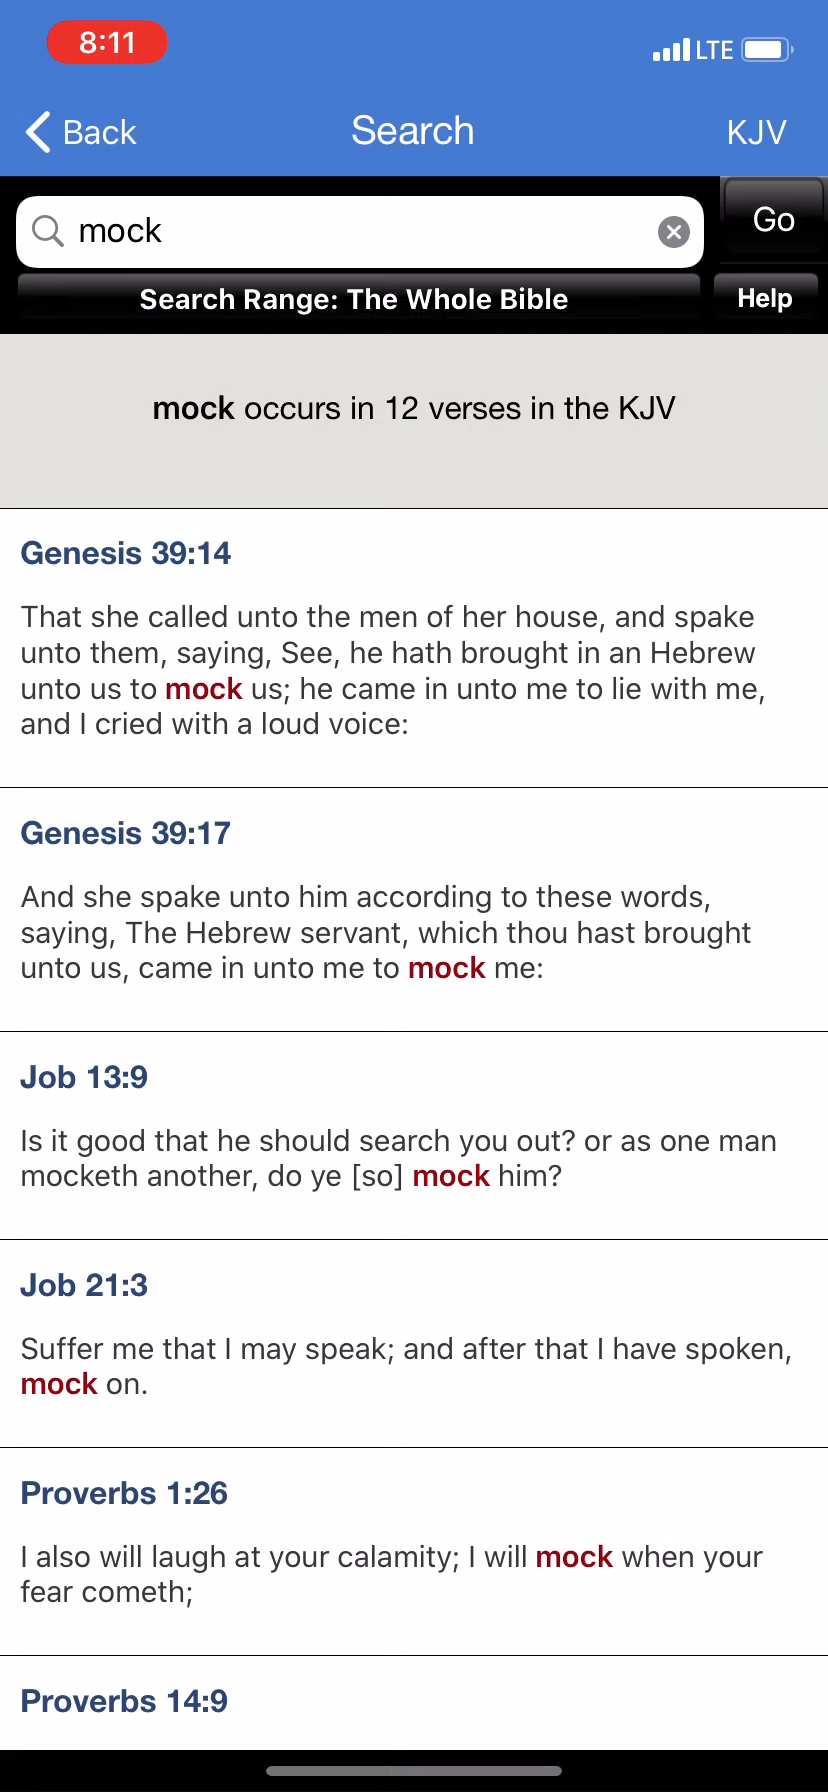 8:11
LTE
Back
Search
KJV
mock
Go
Search Range: The Whole Bible
Help
mock occurs in 12 verses in the KJV
Genesis 39:14
That she called unto the men of her house, and spake
unto them, saying, See, he hath brought in an Hebrew
unto us to mock us; he came in unto me to lie with me,
and I cried with a loud voice:
Genesis 39:17
And she spake unto him according to these words,
saying, The Hebrew servant, which thou hast brought
unto us, came in unto me to mock me:
Job 13:9
Is it good that he should search you out? or as one man
mocketh another, do ye [so] mock him?
Job 21:3
Suffer me that I may speak; and after that I have spoken,
mock on.
Proverbs 1:26
I also will laugh at your calamity; I will mock when your
fear cometh;
Proverbs 14:9